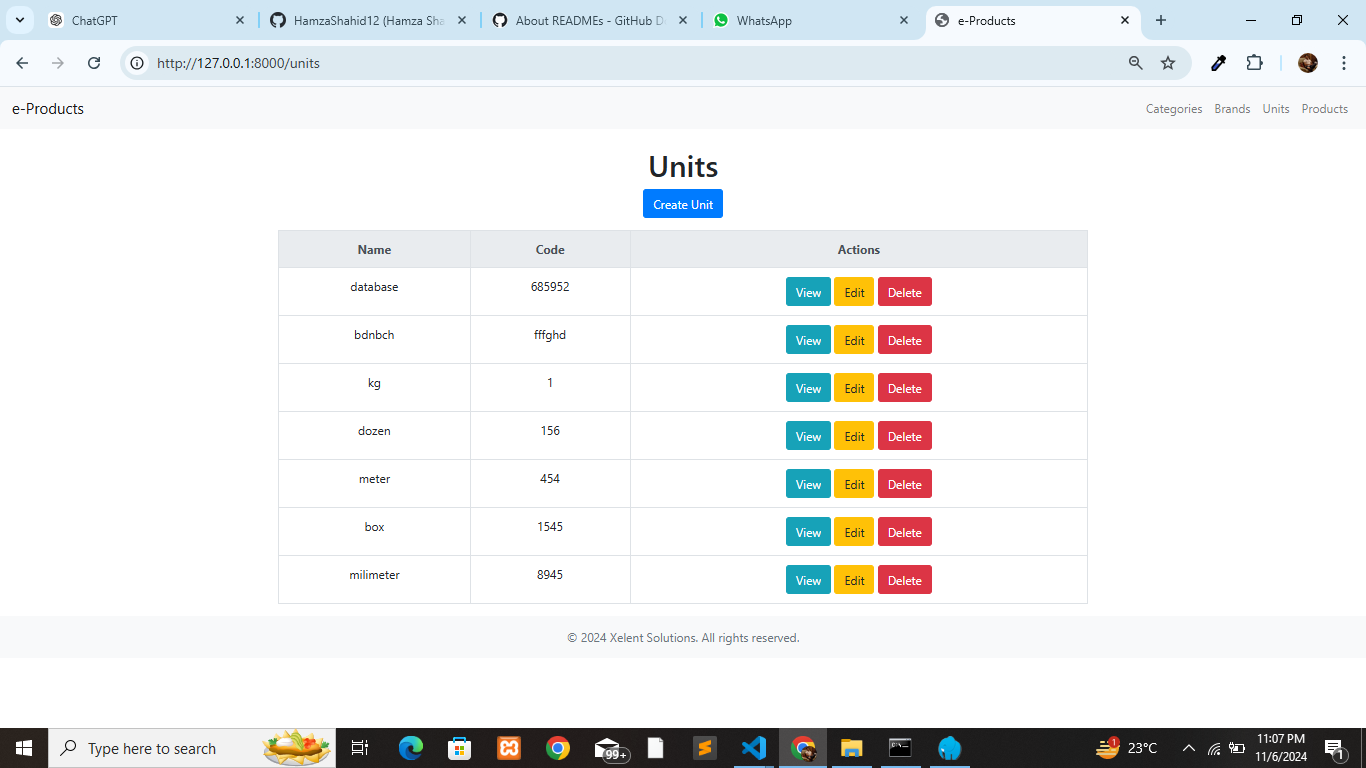 ChatGPT
HamzaShahid12 (Hamza Sha
About READMEs - GitHub D
WhatsApp
e-Products
http://127.0.0.1:8000/units
e-Products
Categories Brands Units Products
Units
Create Unit
Name Code Actions
database 685952 View Edit Delete
bdnbch fffghd View Edit Delete
kg 1 View Edit Delete
dozen 156 View Edit Delete
meter 454 View Edit Delete
box 1545 View Edit Delete
milimeter 8945 View Edit Delete
© 2024 Xelent Solutions. All rights reserved.
Type here to search
99+
1
23°C
11:07 PM
11/6/2024
1